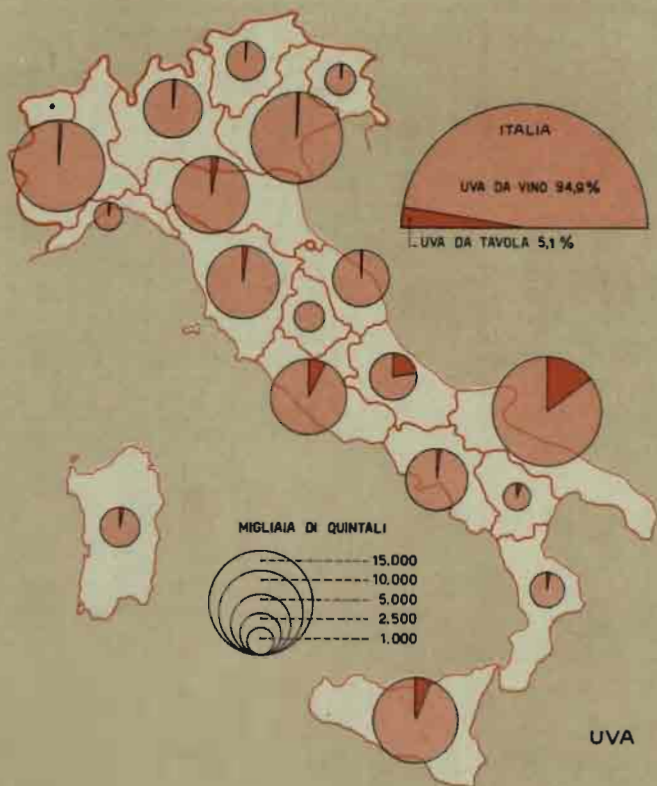 ITALIA
UVA DA VINO 94,9%
UVA DA TAVOLA 5,1%
MIGLIAIA DI QUINTALI
15.000
10.000
5.000
2.500
1.000
UVA